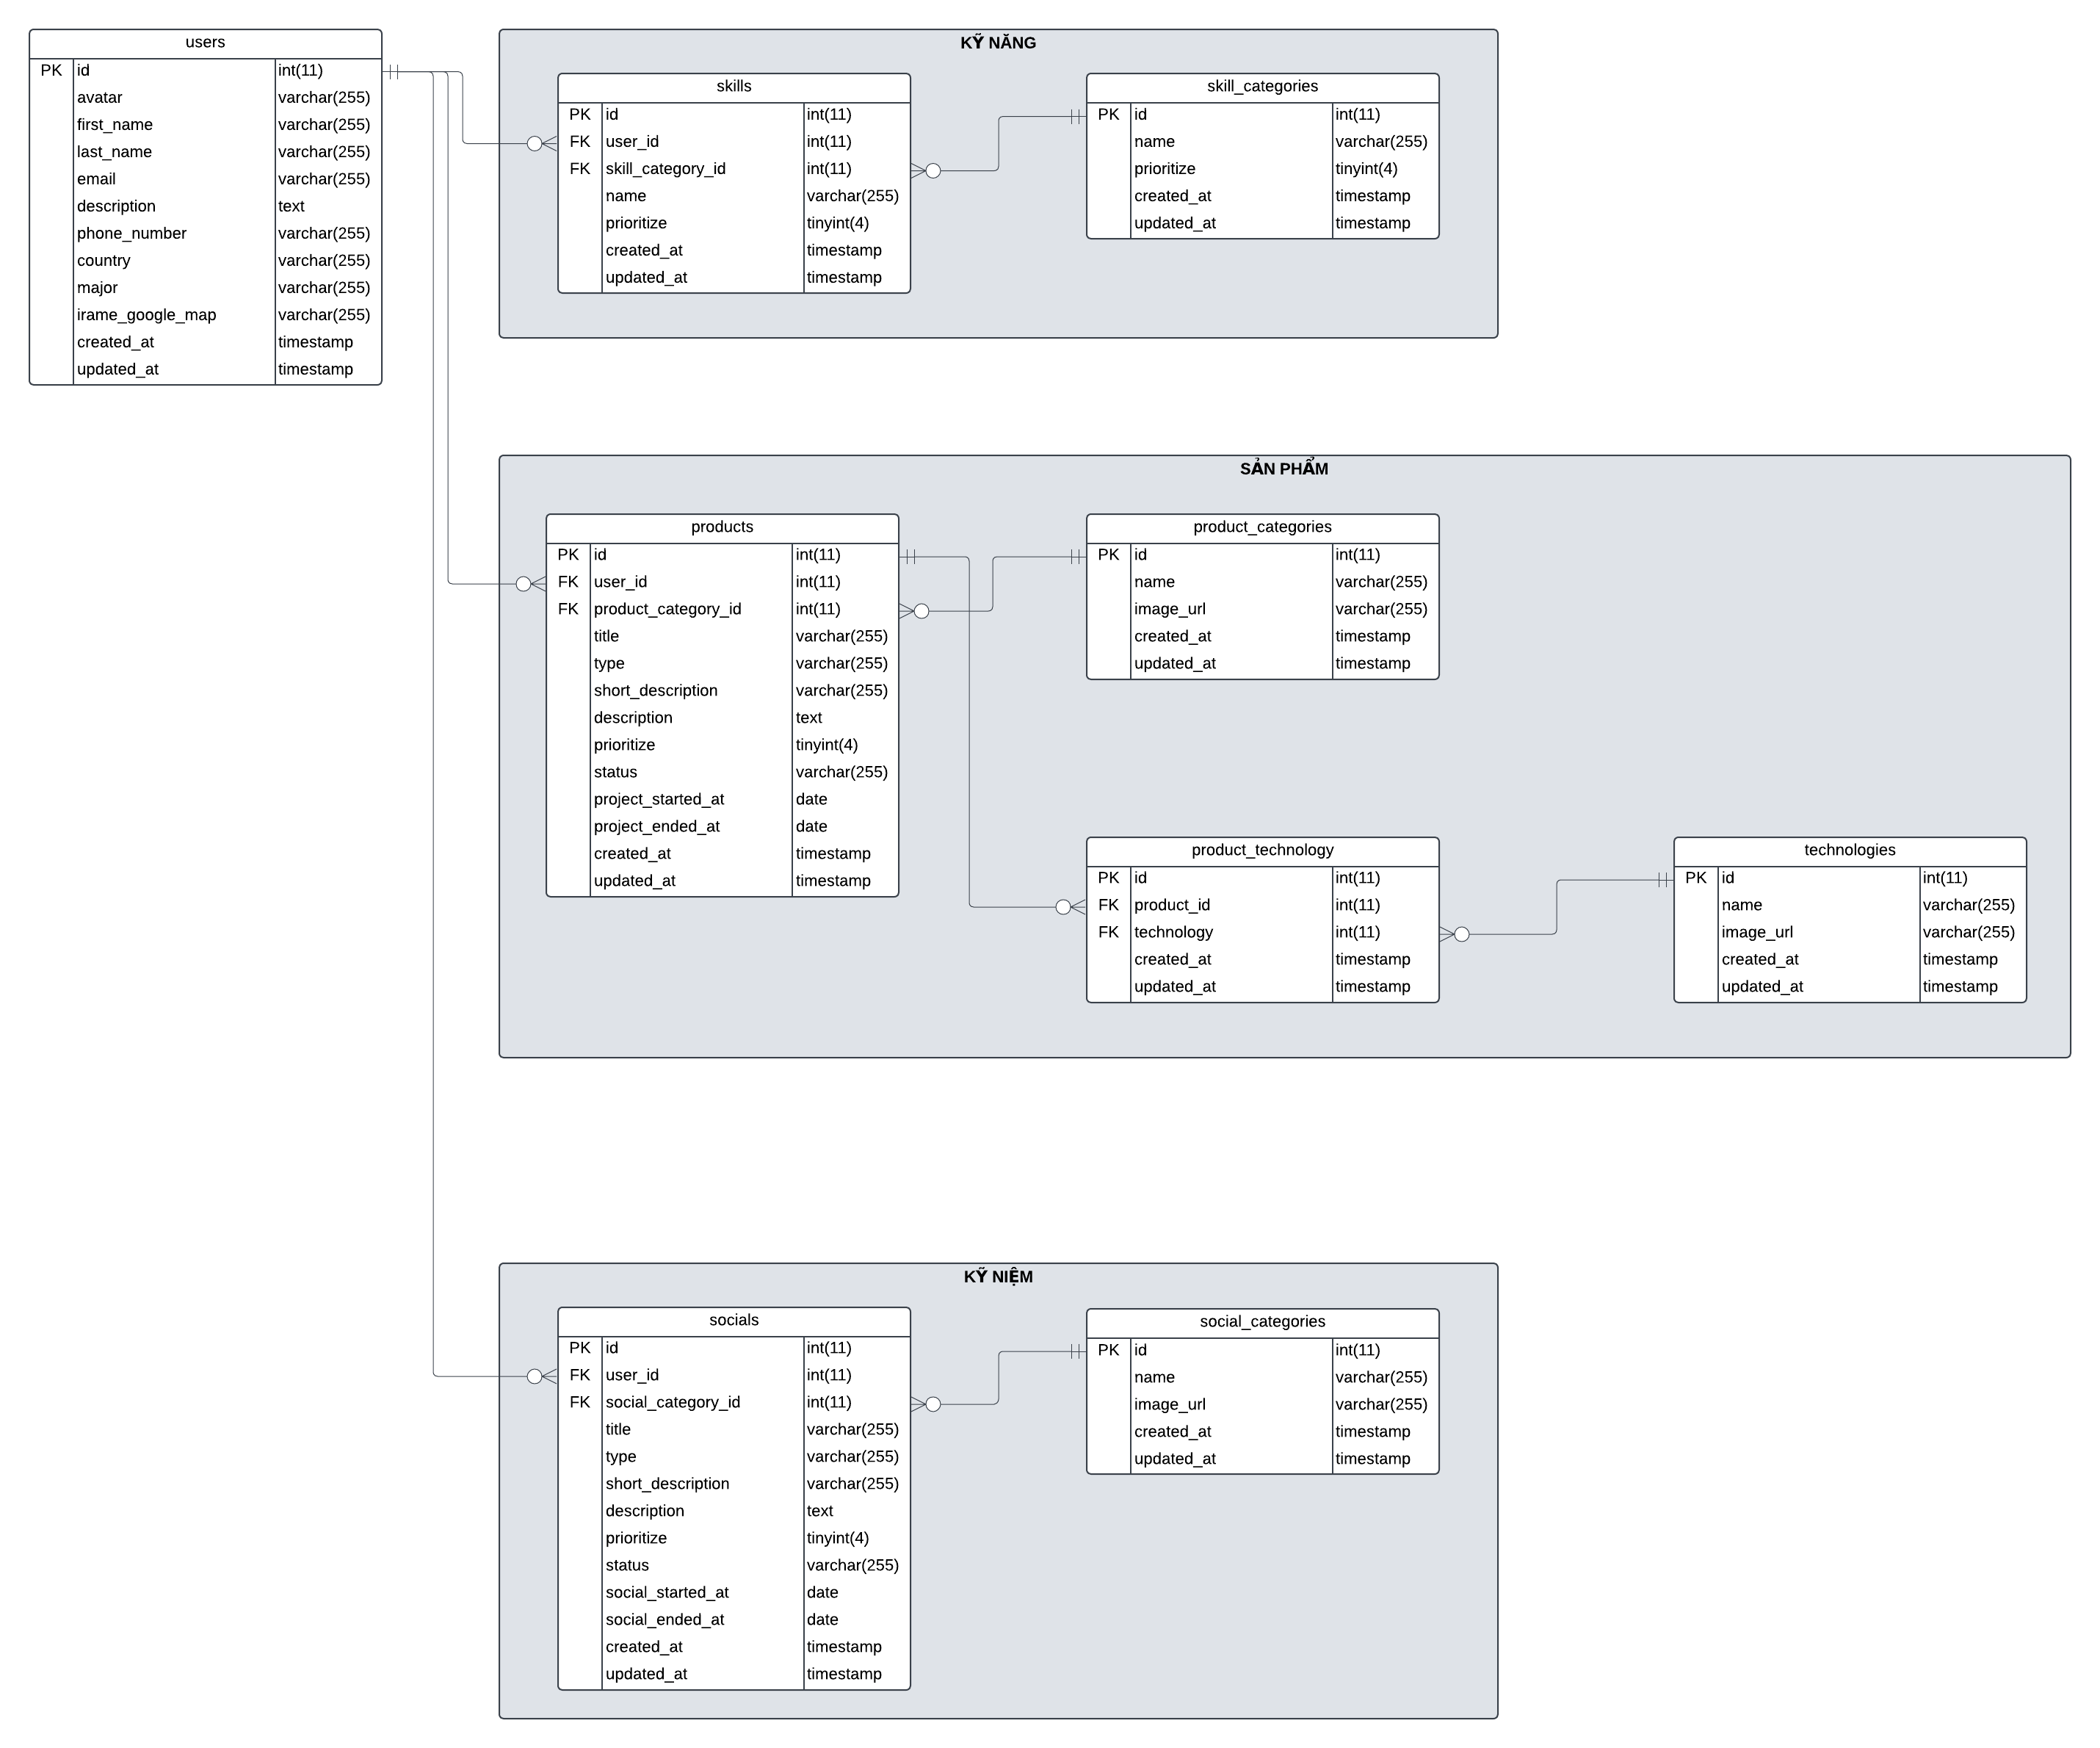 users
PK id int(11)
avatar varchar(255)
first_name varchar(255)
last_name varchar(255)
email varchar(255)
description text
phone_number varchar(255)
country varchar(255)
major varchar(255)
irame_google_map varchar(255)
created_at timestamp
updated_at timestamp
KỸ NĂNG
skills
PK id int(11)
FK user_id int(11)
FK skill_category_id int(11)
name varchar(255)
prioritize tinyint(4)
created_at timestamp
updated_at timestamp
skill_categories
PK id int(11)
name varchar(255)
prioritize tinyint(4)
created_at timestamp
updated_at timestamp
SẢN PHẨM
products
PK id int(11)
FK user_id int(11)
FK product_category_id int(11)
title varchar(255)
type varchar(255)
short_description varchar(255)
description text
prioritize tinyint(4)
status varchar(255)
project_started_at date
project_ended_at date
created_at timestamp
updated_at timestamp
product_categories
PK id int(11)
name varchar(255)
image_url varchar(255)
created_at timestamp
updated_at timestamp
product_technology
PK id int(11)
FK product_id int(11)
FK technology int(11)
created_at timestamp
updated_at timestamp
technologies
PK id int(11)
name varchar(255)
image_url varchar(255)
created_at timestamp
updated_at timestamp
KỸ NIỆM
socials
PK id int(11)
FK user_id int(11)
FK social_category_id int(11)
title varchar(255)
type varchar(255)
short_description varchar(255)
description text
prioritize tinyint(4)
status varchar(255)
social_started_at date
social_ended_at date
created_at timestamp
updated_at timestamp
social_categories
PK id int(11)
name varchar(255)
image_url varchar(255)
created_at timestamp
updated_at timestamp